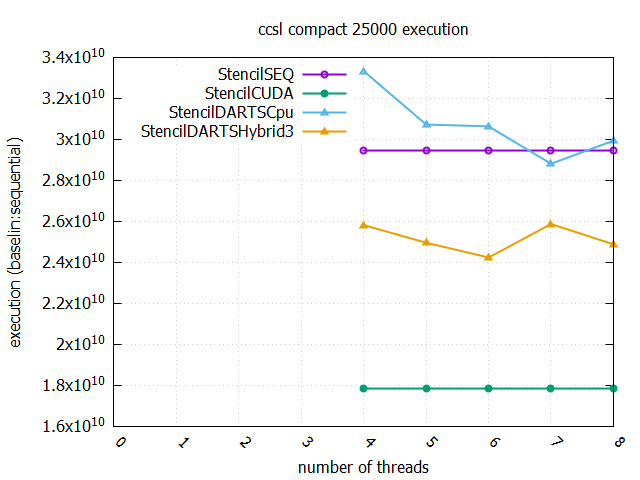 ccsl compact 25000 execution
StencilSEQ
StencilCUDA
StencilDARTSCpu
StencilDARTSHybrid3
3.4x10^10
3.2x10^10
3x10^10
2.8x10^10
2.6x10^10
2.4x10^10
2.2x10^10
2x10^10
1.8x10^10
1.6x10^10
execution (baselin:sequential)
0 1 2 3 4 5 6 7 8
number of threads